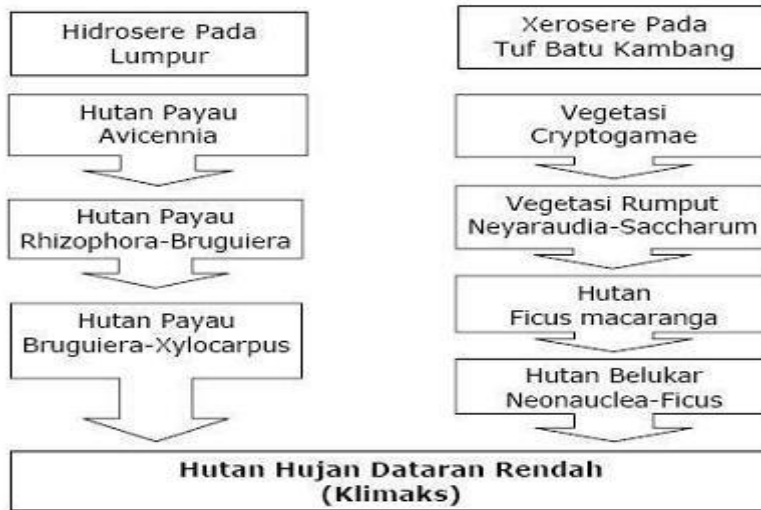 Hidrosere Pada
Lumpur
Hutan Payau
Avicennia
Hutan Payau
Rhizophora-Bruguiera
Hutan Payau
Bruguiera-Xylocarpus
Xerosere Pada
Tuf Batu Kambang
Vegetasi
Cryptogamae
Vegetasi Rumput
Neyaraudia-Saccharum
Hutan
Ficus macaranga
Hutan Belukar
Neonauclea-Ficus
Hutan Hujan Dataran Rendah
(Klimaks)